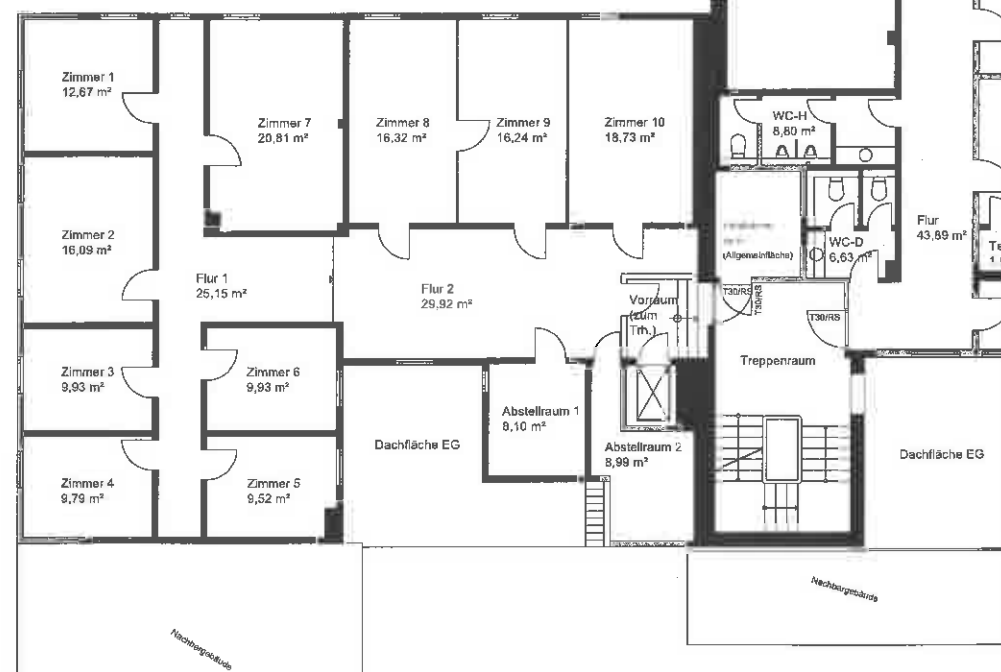 Zimmer 1
12,67 m²
Zimmer 7
20,81 m²
Zimmer 8
16,32 m²
Zimmer 9
16,24 m²
Zimmer 10
18,73 m²
WC-H
8,80 m²
Zimmer 2
16,09 m²
Flur 1
25,15 m²
Flur 2
29,92 m²
Vorraum
(zum
Trh.)
(Allgemeinfläche)
WC-D
6,63 m²
Flur
43,89 m²
T30/RS
T30/RS
T30/RS
Treppenraum
Zimmer 3
9,93 m²
Zimmer 6
9,93 m²
Zimmer 4
9,79 m²
Zimmer 5
9,52 m²
Dachfläche EG
Abstellraum 1
8,10 m²
Abstellraum 2
8,99 m²
Dachfläche EG
Nachbargebäude
Nachbargebäude